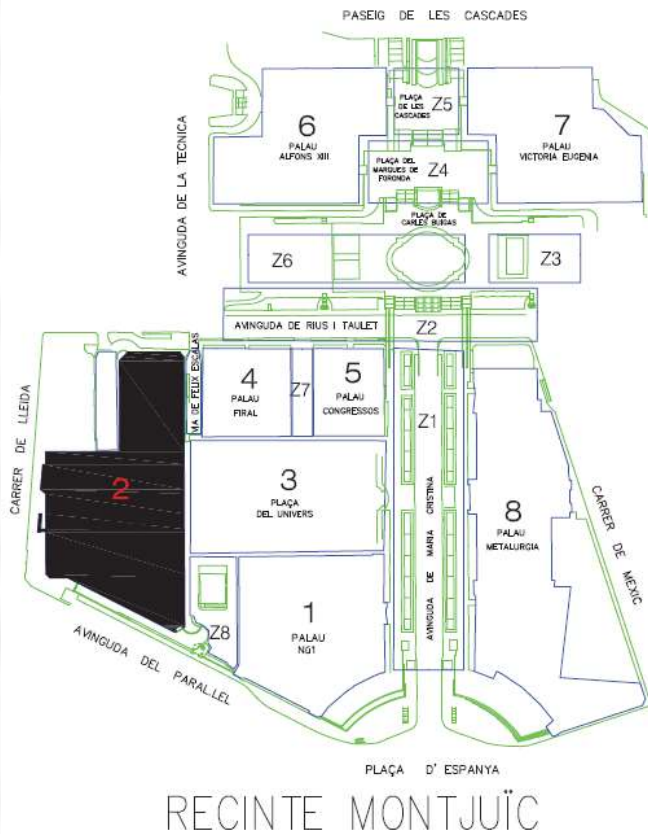 PASEIG DE LES CASCADES
PLAÇA
DE LES
CASCADES
Z5
6
PALAU
ALFONS XIII
7
PALAU
VICTORIA EUGENIA
PLAÇA DEL
MARQUES DE
FORONDA
Z4
AVINGUDA DE LA TECNICA
PLAÇA DE
CARLES BUIGAS
Z6
Z3
AVINGUDA DE RIUS I TAULET
Z2
CARRER DE LLEIDA
MA DE FELIX ESCALAS
4
PALAU
FIRAL
Z7
5
PALAU
CONGRESSOS
Z1
2
3
PLAÇA
DEL UNIVERS
AVINGUDA DE MARIA CRISTINA
8
PALAU
METALURGIA
CARRER DE MEXIC
Z8
1
PALAU
NG1
AVINGUDA DEL PARAL.LEL
PLAÇA D' ESPANYA
RECINTE MONTJUÏC